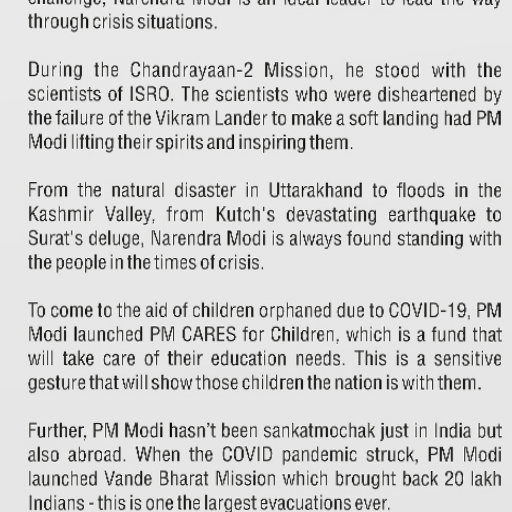 challenge, Narendra Modi is an ideal leader to lead the way
through crisis situations.
During the Chandrayaan-2 Mission, he stood with the
scientists of ISRO. The scientists who were disheartened by
the failure of the Vikram Lander to make a soft landing had PM
Modi lifting their spirits and inspiring them.
From the natural disaster in Uttarakhand to floods in the
Kashmir Valley, from Kutch's devastating earthquake to
Surat's deluge, Narendra Modi is always found standing with
the people in the times of crisis.
To come to the aid of children orphaned due to COVID-19, PM
Modi launched PM CARES for Children, which is a fund that
will take care of their education needs. This is a sensitive
gesture that will show those children the nation is with them.
Further, PM Modi hasn't been sankatmochak just in India but
also abroad. When the COVID pandemic struck, PM Modi
launched Vande Bharat Mission which brought back 20 lakh
Indians - this is one the largest evacuations ever.